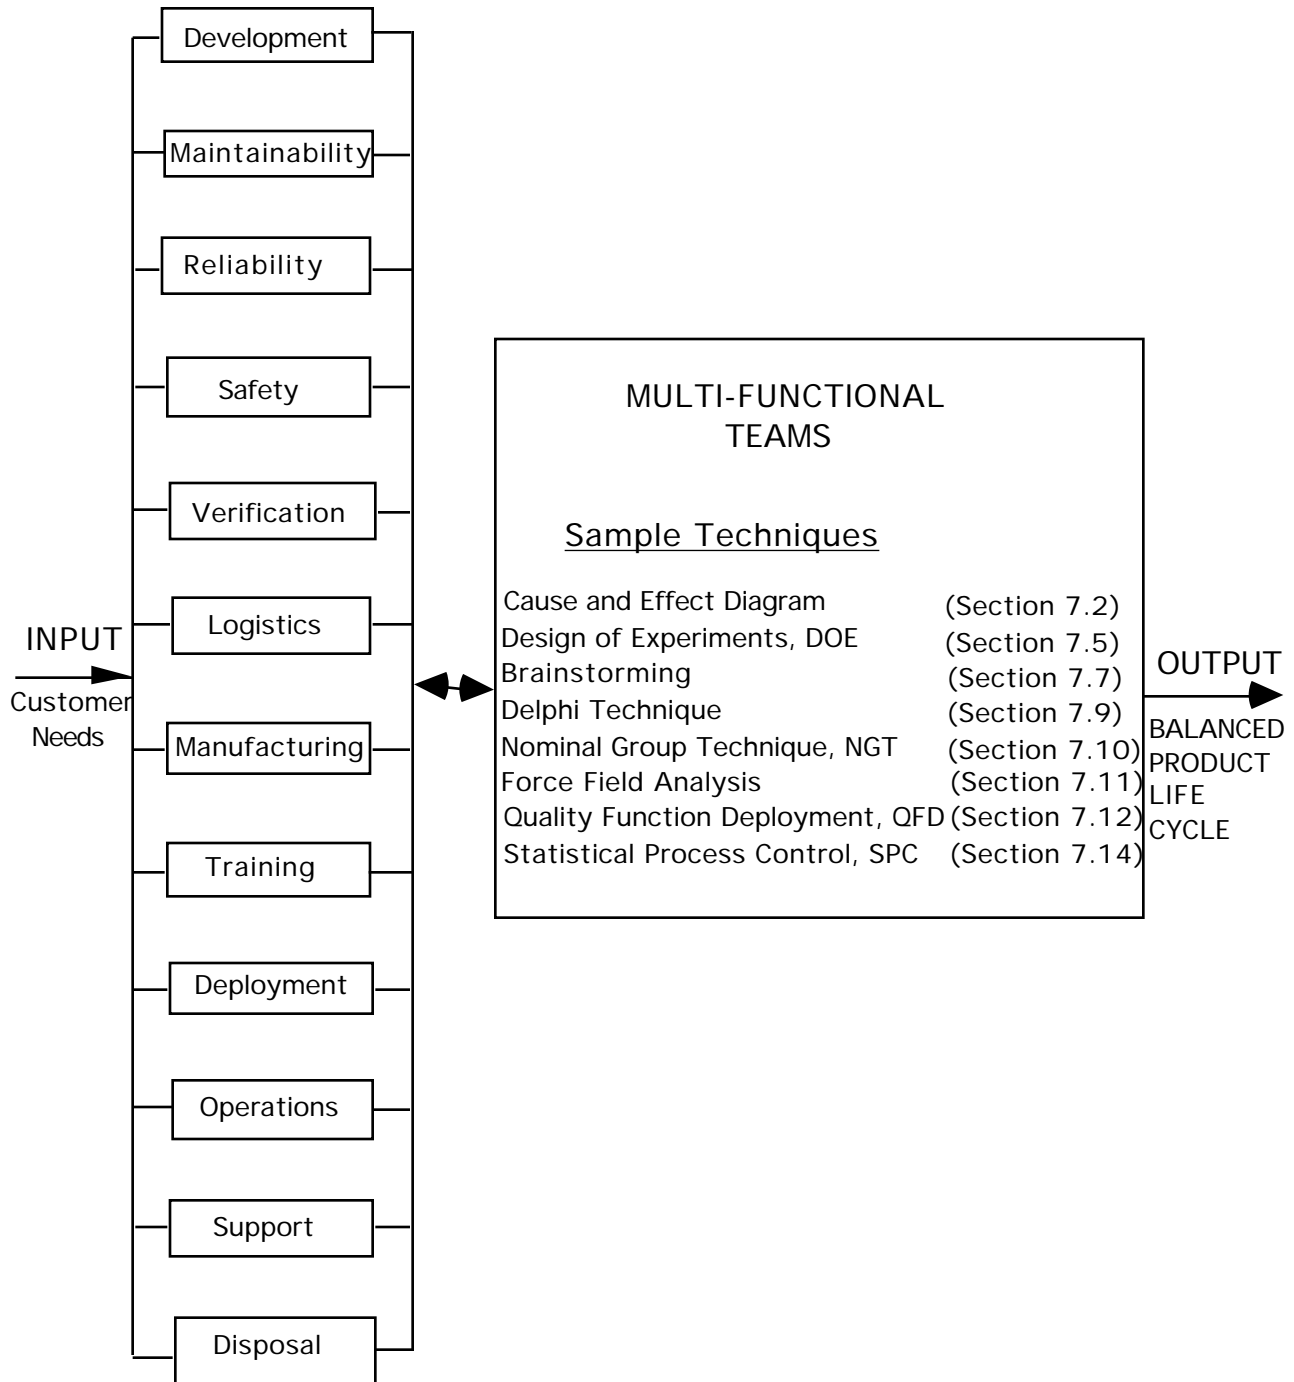 Development
Maintainability
Reliability
Safety
Verification
Logistics
Manufacturing
Training
Deployment
Operations
Support
Disposal
INPUT
Customer
Needs
MULTI-FUNCTIONAL
TEAMS
Sample Techniques
Cause and Effect Diagram (Section 7.2)
Design of Experiments, DOE (Section 7.5)
Brainstorming (Section 7.7)
Delphi Technique (Section 7.9)
Nominal Group Technique, NGT (Section 7.10)
Force Field Analysis (Section 7.11)
Quality Function Deployment, QFD (Section 7.12)
Statistical Process Control, SPC (Section 7.14)
OUTPUT
BALANCED
PRODUCT
LIFE
CYCLE